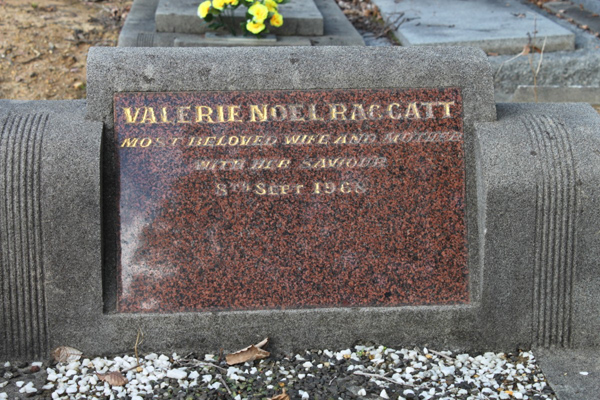 VALERIE NOEL RAGGATT
MOST BELOVED WIFE AND MOTHER
WITH HER SAVIOUR
8TH SEPT 1968